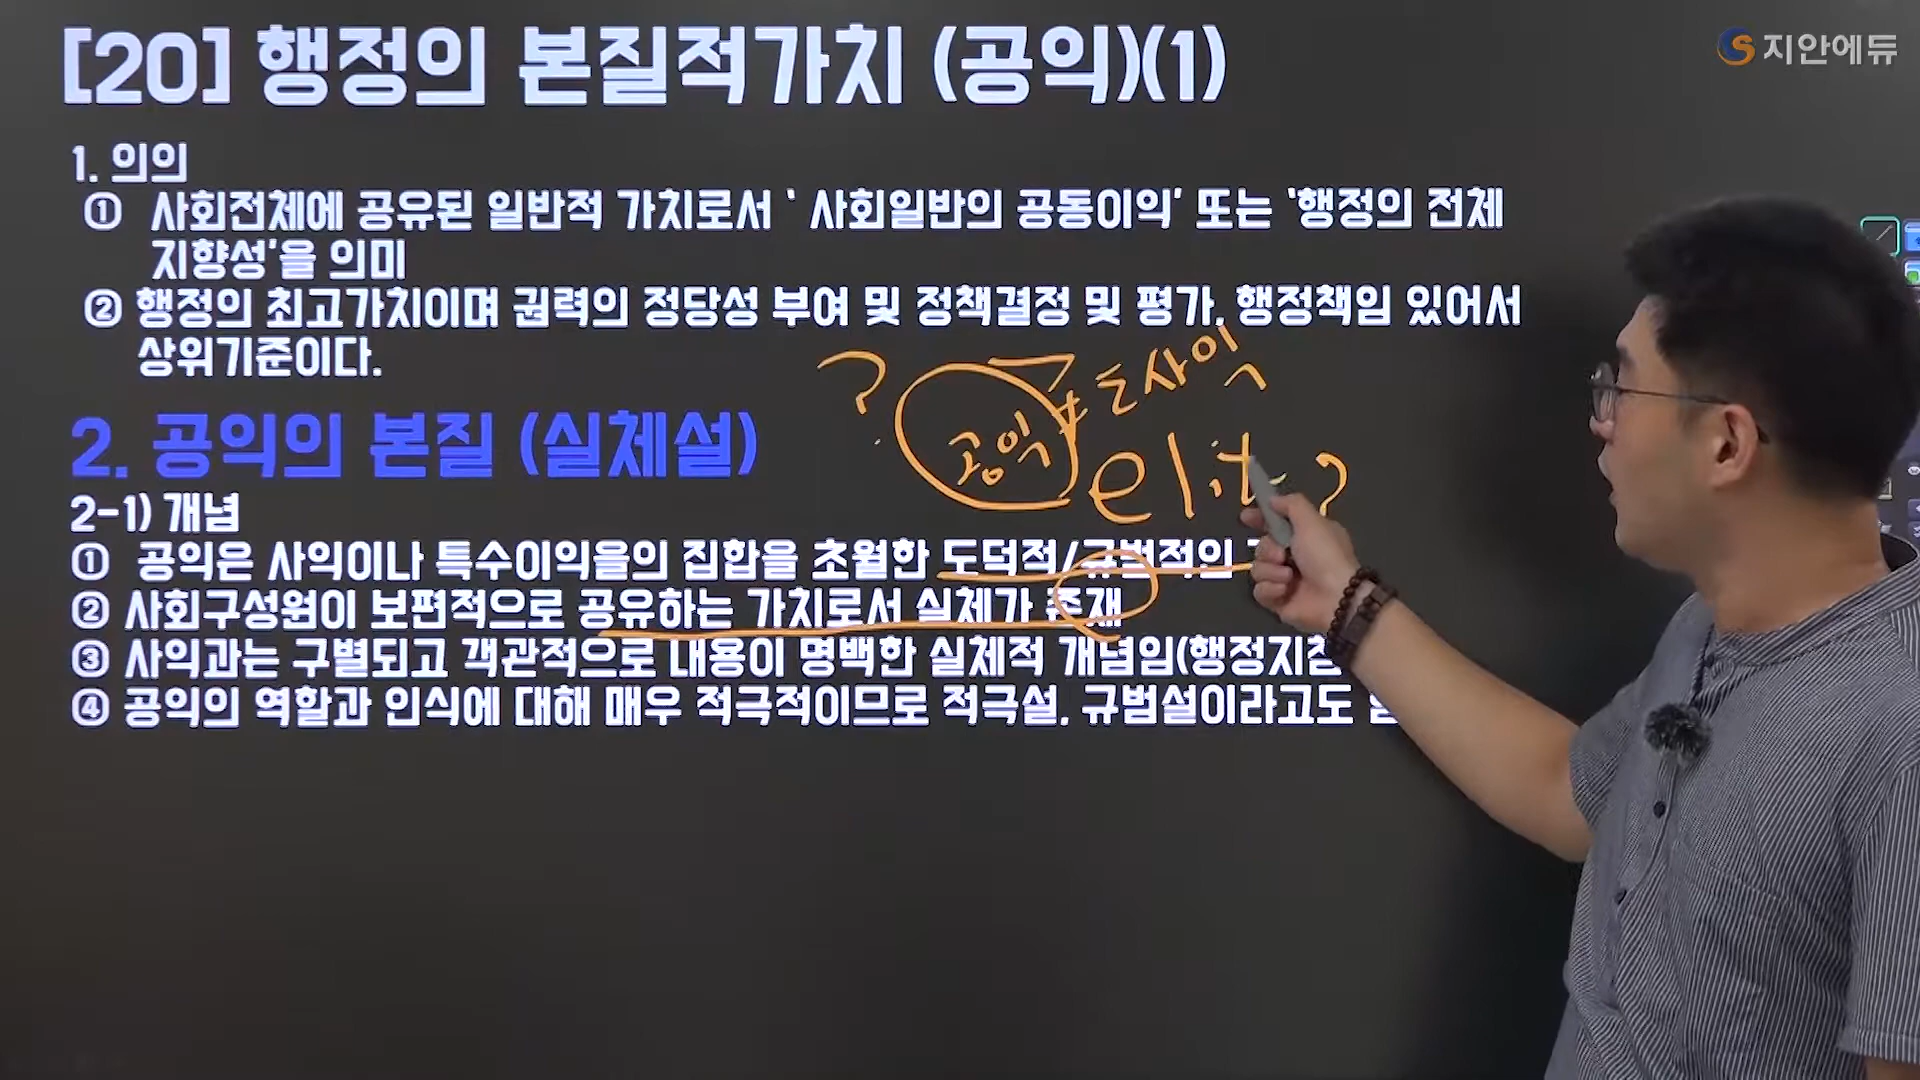 [20] 행정의 본질적가치 (공익)(1)
지안에듀
1. 의의
① 사회전체에 공유된 일반적 가치로서 ‘ 사회일반의 공동이익’ 또는 ‘행정의 전체
지향성’을 의미
② 행정의 최고가치이며 권력의 정당성 부여 및 정책결정 및 평가, 행정책임 있어서
상위기준이다.
? 공익 ≠ Σ사익
elit ?
2. 공익의 본질 (실체설)
2-1) 개념
① 공익은 사익이나 특수이익들의 집합을 초월한 도덕적/규범적인
② 사회구성원이 보편적으로 공유하는 가치로서 실체가 존재
③ 사익과는 구별되고 객관적으로 내용이 명백한 실체적 개념임(행정지침
④ 공익의 역할과 인식에 대해 매우 적극적이므로 적극설, 규범설이라고도